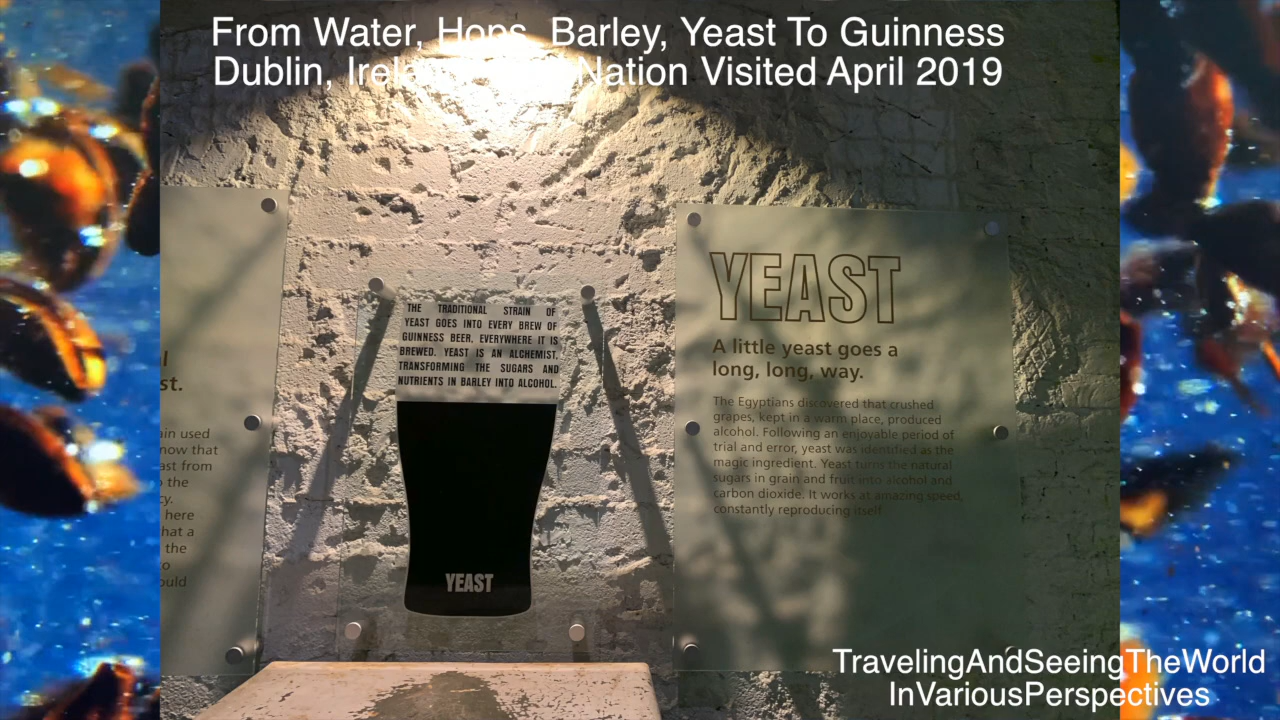 From Water, Hops, Barley, Yeast To Guinness
Dublin, Nation Visited April 2019
st.
used
now that
from
the
here
hat a
the
THE TRADITIONAL STRAIN OF
YEAST GOES INTO EVERY BREW OF
GUINNESS BEER, EVERYWHERE IT IS
BREWED. YEAST IS AN ALCHEMIST,
TRANSFORMING THE SUGARS AND
NUTRIENTS IN BARLEY INTO ALCOHOL.
YEAST
YEAST
A little yeast goes a
long, long, way.
The Egyptians discovered that crushed
grapes, kept in a warm place, produced
alcohol. Following an enjoyable period of
trial and error, yeast was identified as the
magic ingredient. Yeast turns the natural
sugars in grain and fruit into alcohol and
carbon dioxide. It works at amazing speed,
constantly reproducing itself
TravelingAndSeeingTheWorld
InVariousPerspectives